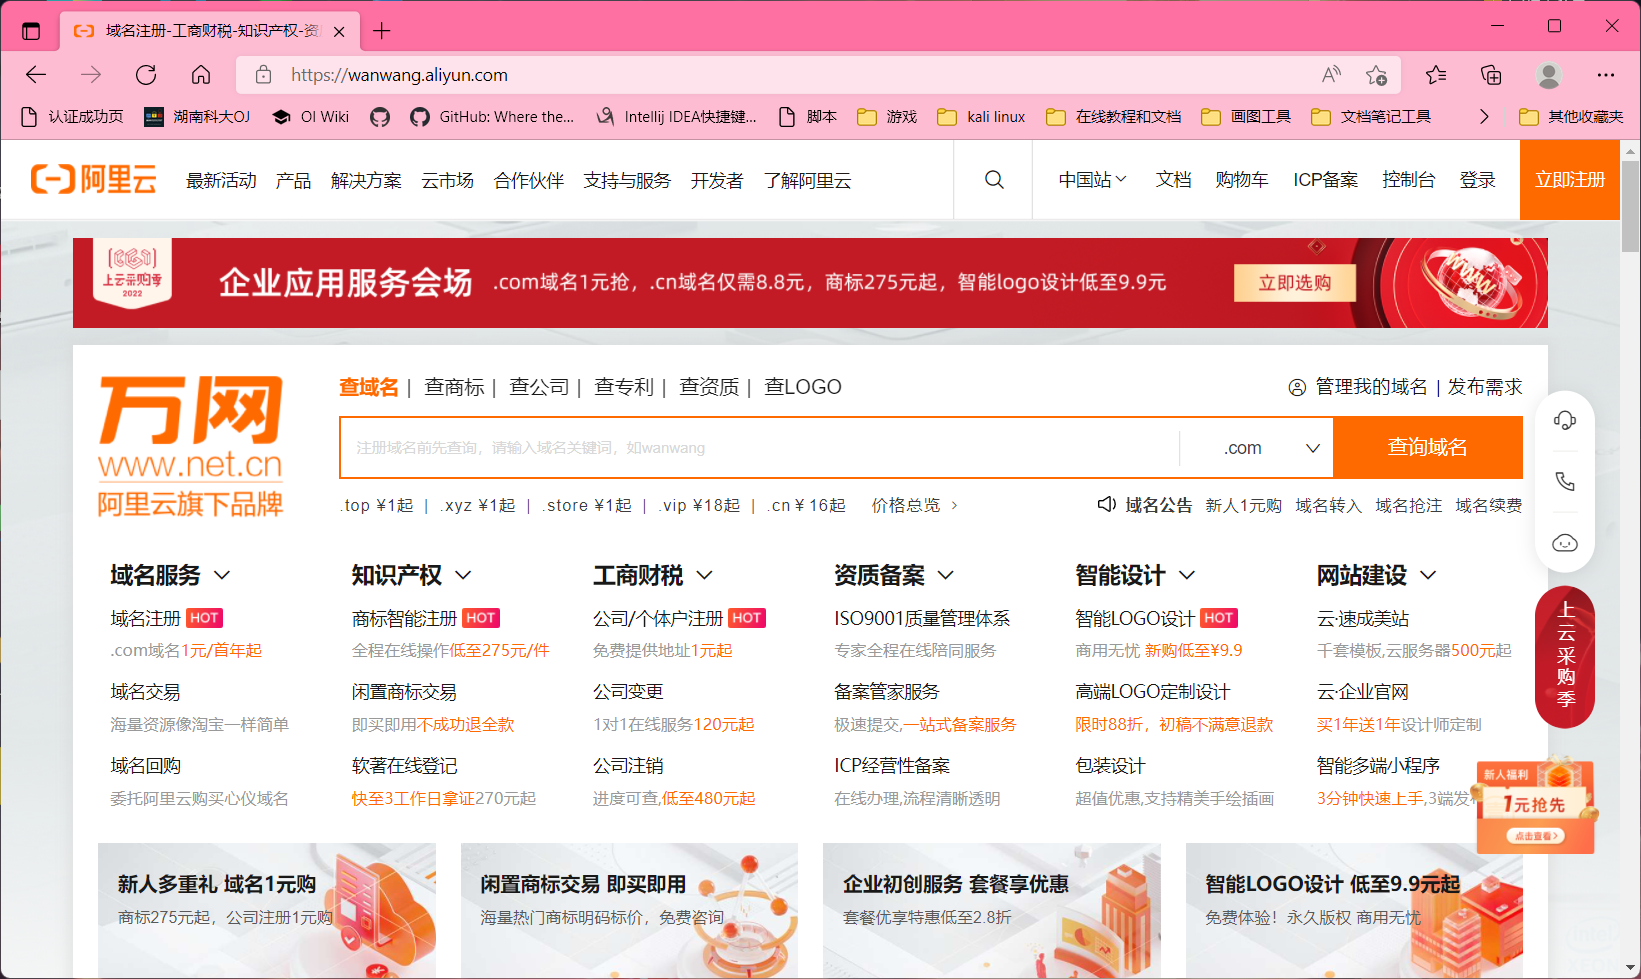 域名注册-工商财税-知识产权-资
https://wanwang.aliyun.com
认证成功页 湖南科大OJ OI Wiki GitHub: Where the... Intellij IDEA快捷键... 脚本 游戏 kali linux 在线教程和文档 画图工具 文档笔记工具 其他收藏夹
阿里云 最新活动 产品 解决方案 云市场 合作伙伴 支持与服务 开发者 了解阿里云 中国站 文档 购物车 ICP备案 控制台 登录 立即注册
上云采购季
2022
企业应用服务会场 .com域名1元抢，.cn域名仅需8.8元，商标275元起，智能logo设计低至9.9元 立即选购
WWW
万网
www.net.cn
阿里云旗下品牌
查域名 | 查商标 | 查公司 | 查专利 | 查资质 | 查LOGO 管理我的域名 | 发布需求
注册域名前先查询，请输入域名关键词，如wanwang .com 查询域名
.top ¥1起 | .xyz ¥1起 | .store ¥1起 | .vip ¥18起 | .cn ¥16起 价格总览 > 域名公告 新人1元购 域名转入 域名抢注 域名续费
域名服务 知识产权 工商财税 资质备案 智能设计 网站建设
域名注册 HOT 商标智能注册 HOT 公司/个体户注册 HOT ISO9001质量管理体系 智能LOGO设计 HOT 云·速成美站
.com域名1元/首年起 全程在线操作低至275元/件 免费提供地址1元起 专家全程在线陪同服务 商用无忧 新购低至¥9.9 千套模板,云服务器500元起
域名交易 闲置商标交易 公司变更 备案管家服务 高端LOGO定制设计 云·企业官网
海量资源像淘宝一样简单 即买即用不成功退全款 1对1在线服务120元起 极速提交,一站式备案服务 限时88折，初稿不满意退款 买1年送1年设计师定制
域名回购 软著在线登记 公司注销 ICP经营性备案 包装设计 智能多端小程序
委托阿里云购买心仪域名 快至3工作日拿证270元起 进度可查,低至480元起 在线办理,流程清晰透明 超值优惠,支持精美手绘插画 3分钟快速上手,3端发
上云采购季
新人福利
1元抢先
点击查看>
新人多重礼 域名1元购 闲置商标交易 即买即用 企业初创服务 套餐享优惠 智能LOGO设计 低至9.9元起
商标275元起，公司注册1元购 海量热门商标明码标价，免费咨询 套餐优享特惠低至2.8折 免费体验！永久版权 商用无忧